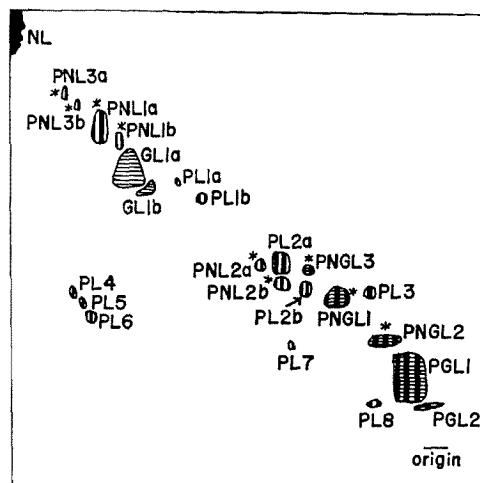 NL
PNL3a
*
*
PNL3b
PNL1a
*
*PNL1b
GL1a
GL1b
PL1a
PL1b
PL2a
*
PNL2a
*
PNGL3
*
PNL2b
PL2b
PNGL1
*
PL3
PL4
PL5
PL6
PL7
*
PNGL2
PGL1
PL8
PGL2
origin